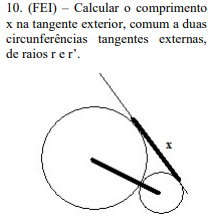 10. (FEI) – Calcular o comprimento
x na tangente exterior, comum a duas
circunferências tangentes externas,
de raios r e r’.
x